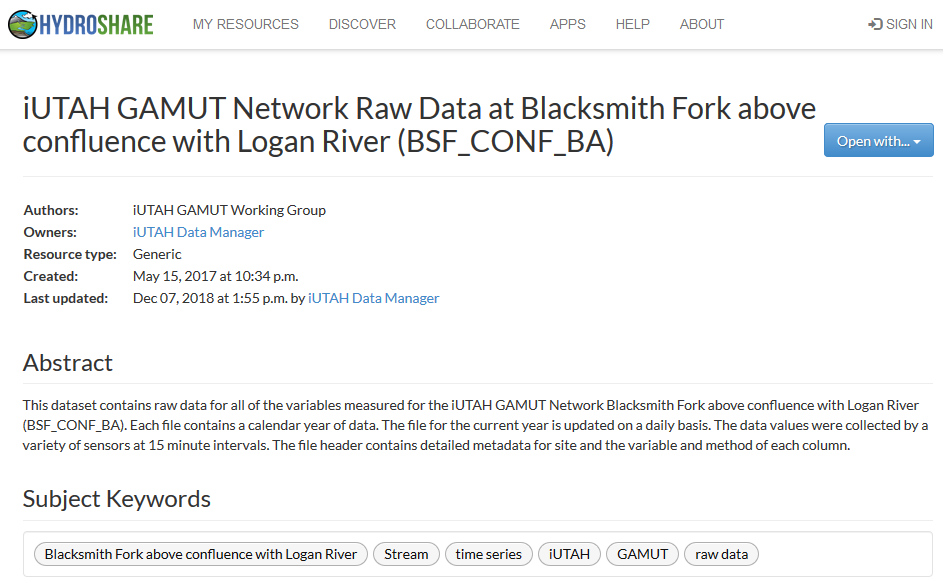 HYDROSHARE MY RESOURCES DISCOVER COLLABORATE APPS HELP ABOUT SIGN IN
iUTAH GAMUT Network Raw Data at Blacksmith Fork above
confluence with Logan River (BSF_CONF_BA)
Open with...
Authors: iUTAH GAMUT Working Group
Owners: iUTAH Data Manager
Resource type: Generic
Created: May 15, 2017 at 10:34 p.m.
Last updated: Dec 07, 2018 at 1:55 p.m. by iUTAH Data Manager
Abstract
This dataset contains raw data for all of the variables measured for the iUTAH GAMUT Network Blacksmith Fork above confluence with Logan River
(BSF_CONF_BA). Each file contains a calendar year of data. The file for the current year is updated on a daily basis. The data values were collected by a
variety of sensors at 15 minute intervals. The file header contains detailed metadata for site and the variable and method of each column.
Subject Keywords
Blacksmith Fork above confluence with Logan River Stream time series iUTAH GAMUT raw data